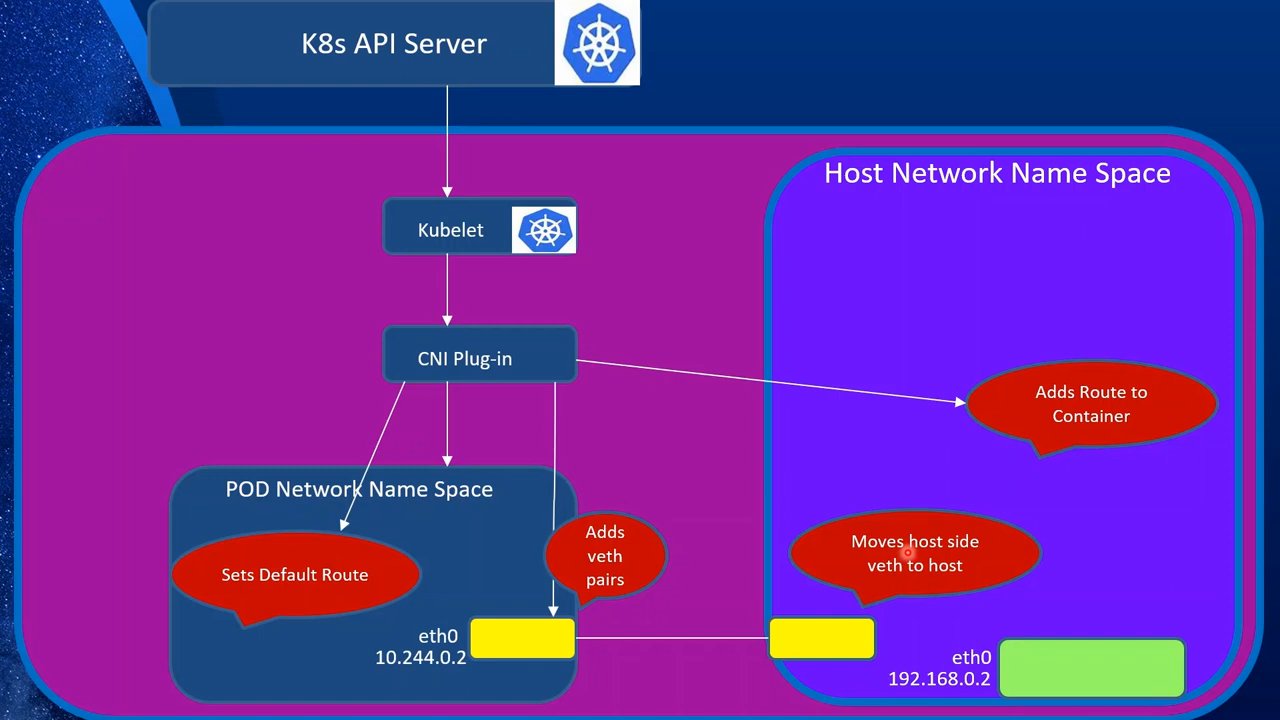 K8s API Server
Host Network Name Space
Kubelet
CNI Plug-in
Adds Route to
Container
POD Network Name Space
Adds
veth
pairs
Moves host side
veth to host
Sets Default Route
eth0
10.244.0.2
eth0
192.168.0.2